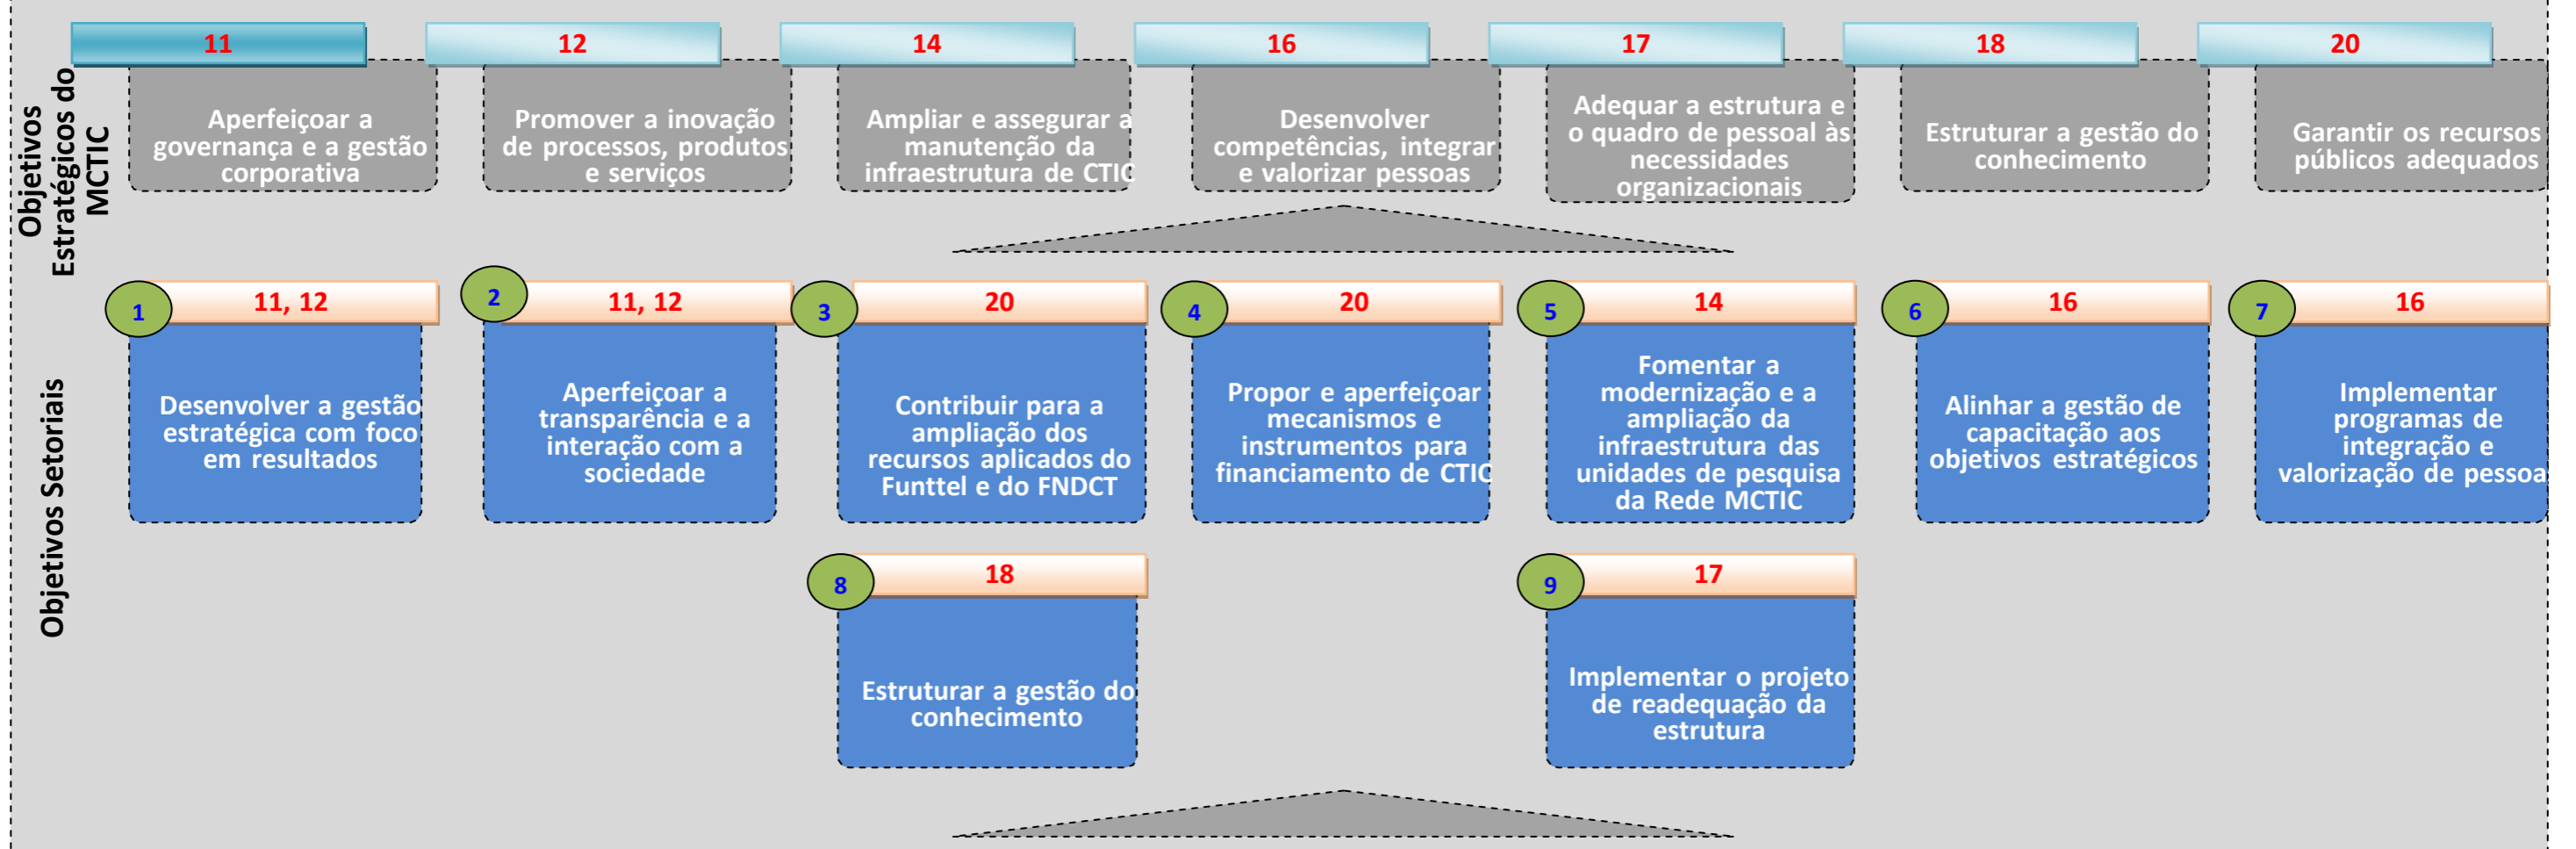 Objetivos
Estratégicos do
MCTIC
11
Aperfeiçoar a
governança e a gestão
corporativa
12
Promover a inovação
de processos, produtos
e serviços
14
Ampliar e assegurar a
manutenção da
infraestrutura de CTIC
16
Desenvolver
competências, integrar
e valorizar pessoas
17
Adequar a estrutura e
o quadro de pessoal às
necessidades
organizacionais
18
Estruturar a gestão do
conhecimento
20
Garantir os recursos
públicos adequados
Objetivos Setoriais
1
11, 12
Desenvolver a gestão
estratégica com foco
em resultados
2
11, 12
Aperfeiçoar a
transparência e a
interação com a
sociedade
3
20
Contribuir para a
ampliação dos
recursos aplicados do
Funttel e do FNDCT
4
20
Propor e aperfeiçoar
mecanismos e
instrumentos para
financiamento de CTIC
5
14
Fomentar a
modernização e a
ampliação da
infraestrutura das
unidades de pesquisa
da Rede MCTIC
6
16
Alinhar a gestão de
capacitação aos
objetivos estratégicos
7
16
Implementar
programas de
integração e
valorização de pessoa
8
18
Estruturar a gestão do
conhecimento
9
17
Implementar o projeto
de readequação da
estrutura